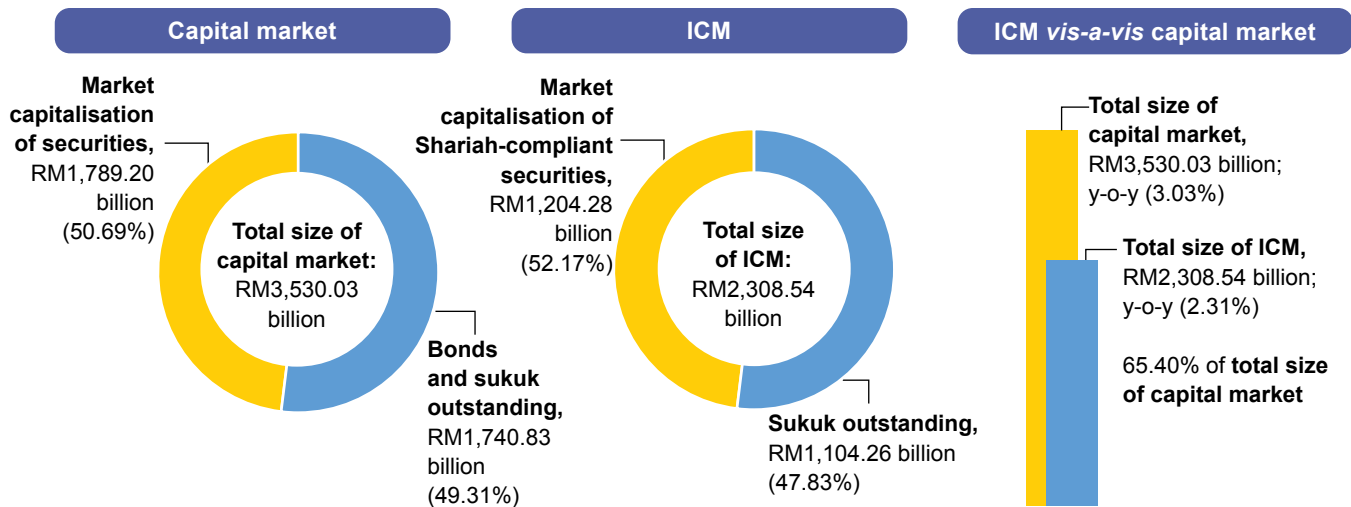 Capital market
Market
capitalisation
of securities,
RM1,789.20
billion
(50.69%)
Total size of
capital market:
RM3,530.03
billion
Bonds
and sukuk
outstanding,
RM1,740.83
billion
(49.31%)
ICM
Market
capitalisation of
Shariah-compliant
securities,
RM1,204.28
billion
(52.17%)
Total size
of ICM:
RM2,308.54
billion
Sukuk outstanding,
RM1,104.26 billion
(47.83%)
ICM vis-a-vis capital market
Total size of
capital market,
RM3,530.03 billion;
y-o-y (3.03%)
Total size of ICM,
RM2,308.54 billion;
y-o-y (2.31%)
65.40% of total size
of capital market